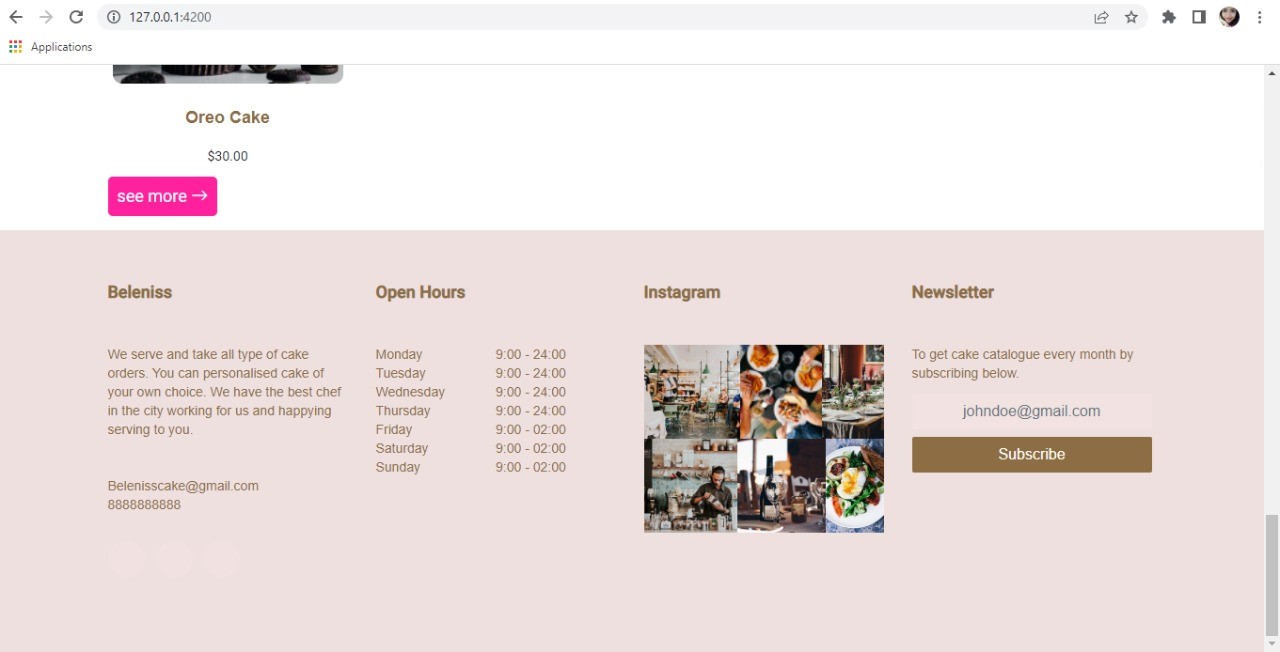 127.0.0.1:4200
Applications
Oreo Cake
$30.00
see more →
Beleniss
We serve and take all type of cake
orders. You can personalised cake of
your own choice. We have the best chef
in the city working for us and happying
serving to you.
Belenisscake@gmail.com
8888888888
Open Hours
Monday 9:00 - 24:00
Tuesday 9:00 - 24:00
Wednesday 9:00 - 24:00
Thursday 9:00 - 24:00
Friday 9:00 - 02:00
Saturday 9:00 - 02:00
Sunday 9:00 - 02:00
Instagram
Newsletter
To get cake catalogue every month by
subscribing below.
johndoe@gmail.com
Subscribe